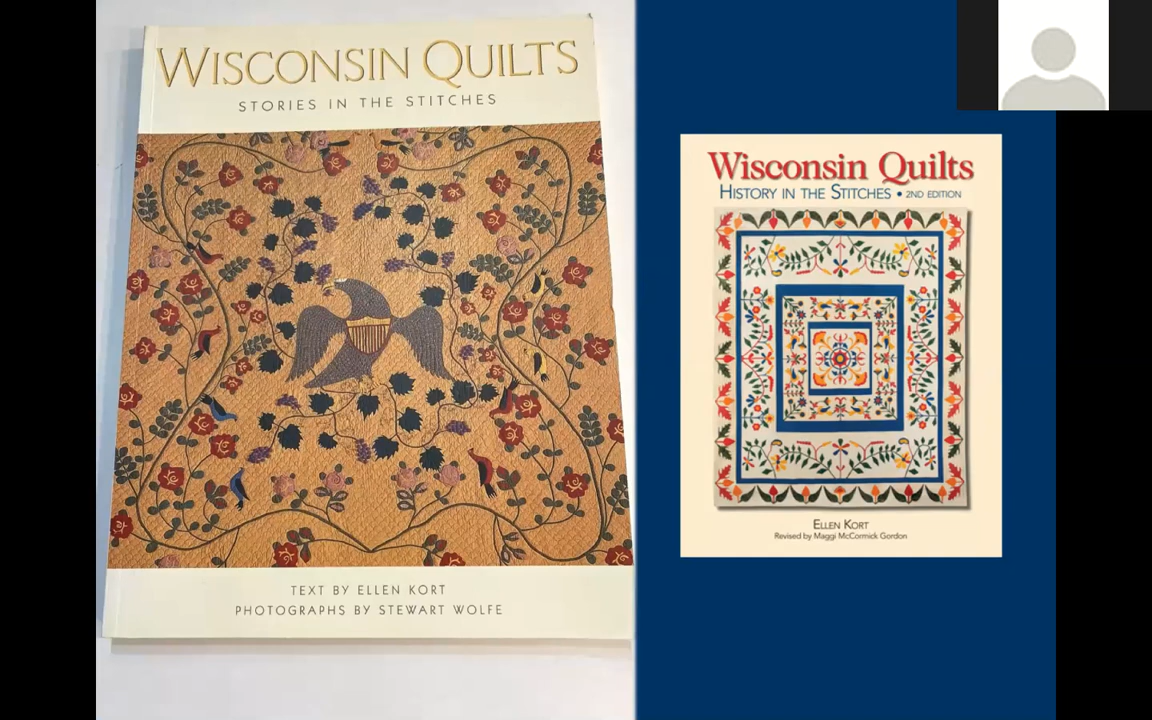 WISCONSIN QUILTS
STORIES IN THE STITCHES
TEXT BY ELLEN KORT
PHOTOGRAPHS BY STEWART WOLFE
Wisconsin Quilts
HISTORY IN THE STITCHES • 2ND EDITION
ELLEN KORT
Revised by Maggi McCormick Gordon